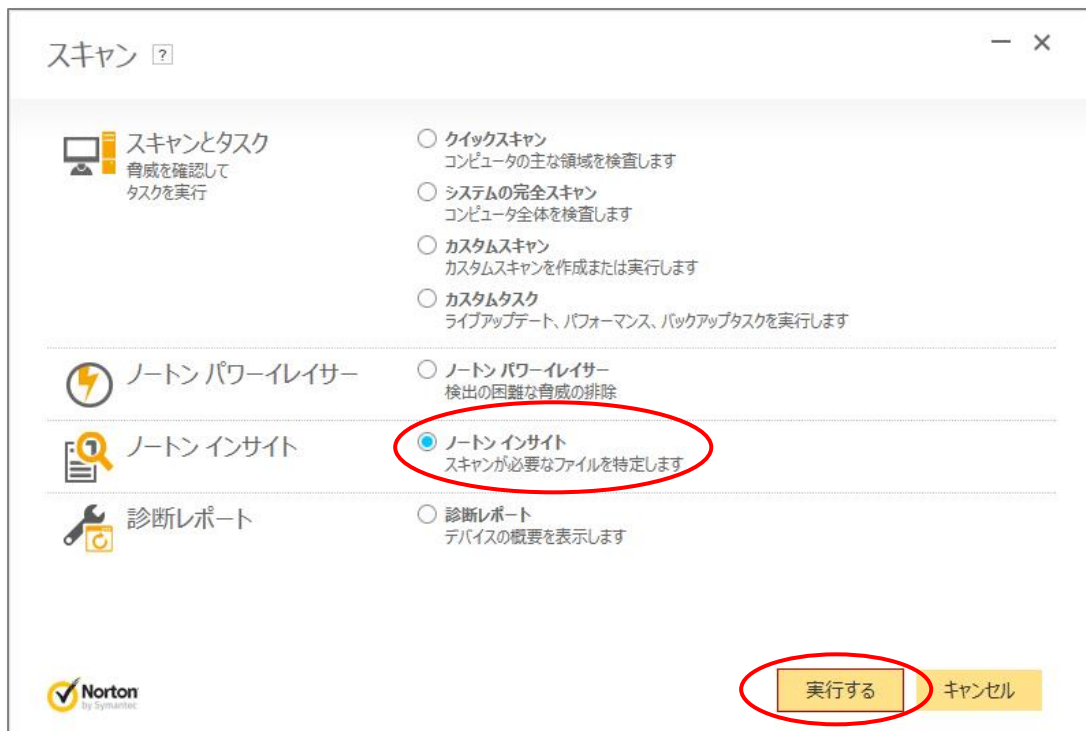 スキャン ?
スキャンとタスク
脅威を確認して
タスクを実行
クイックスキャン
コンピュータの主な領域を検査します
システムの完全スキャン
コンピュータ全体を検査します
カスタムスキャン
カスタムスキャンを作成または実行します
カスタムタスク
ライブアップデート、パフォーマンス、バックアップタスクを実行します
ノートン パワーイレイサー
ノートン パワーイレイサー
検出の困難な脅威の排除
ノートン インサイト
ノートン インサイト
スキャンが必要なファイルを特定します
診断レポート
診断レポート
デバイスの概要を表示します
Norton
by Symantec
実行する
キャンセル